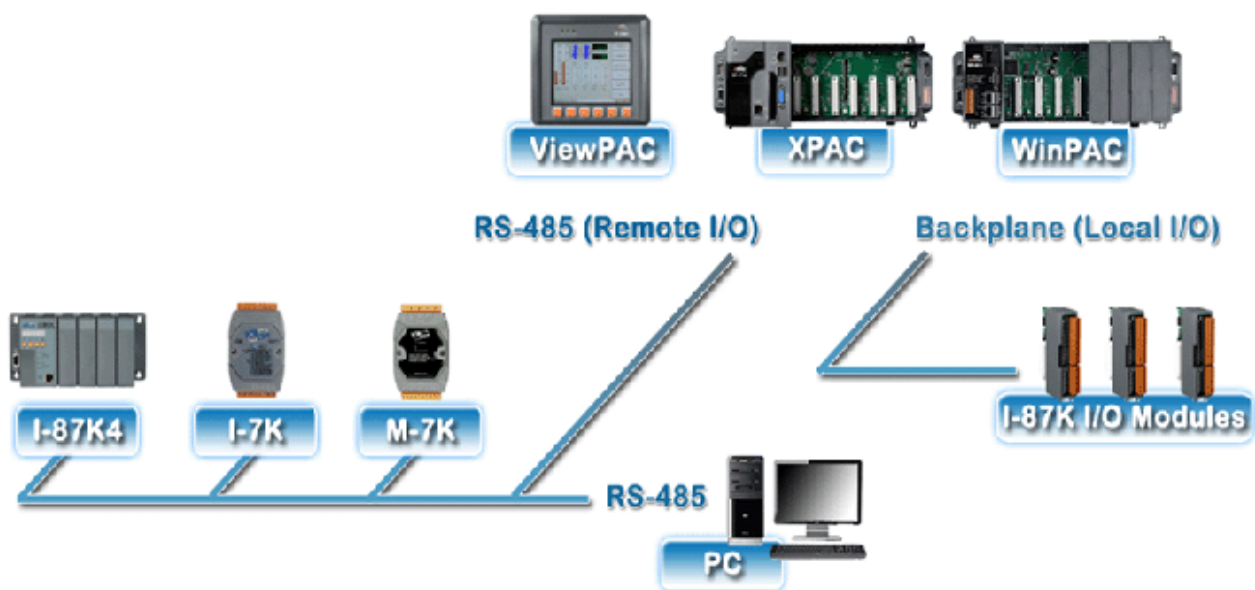 ViewPAC
XPAC
WinPAC
RS-485 (Remote I/O)
Backplane (Local I/O)
I-87K4
I-7K
M-7K
I-87K I/O Modules
RS-485
PC